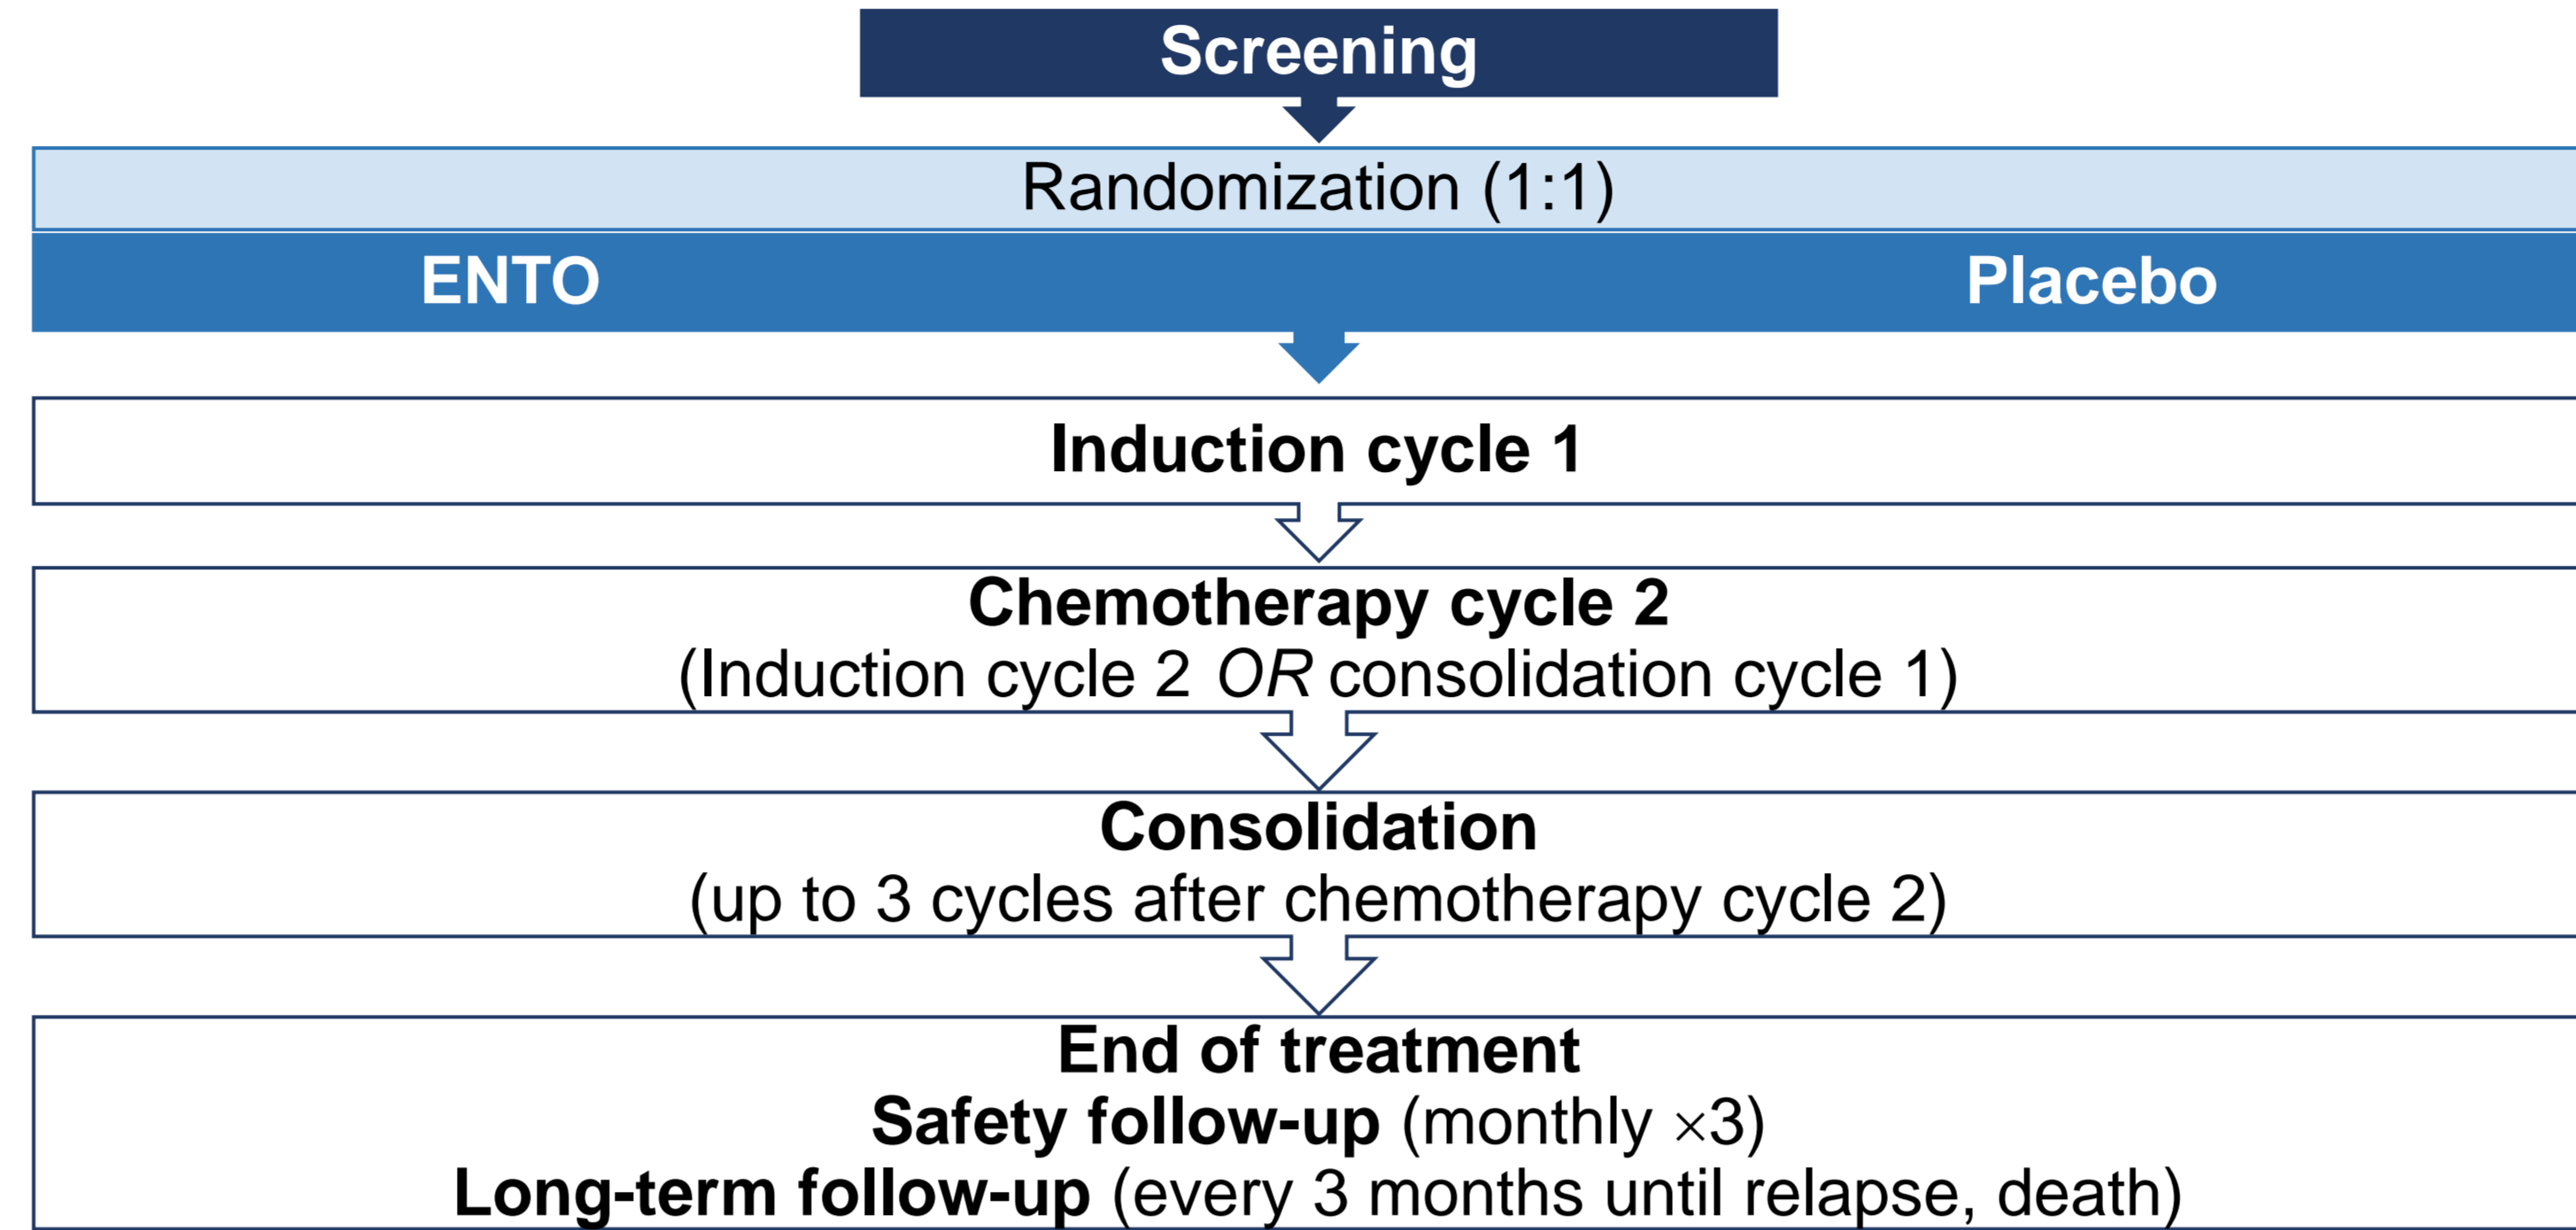 Screening
Randomization (1:1)
ENTO
Placebo
Induction cycle 1
Chemotherapy cycle 2
(Induction cycle 2 OR consolidation cycle 1)
Consolidation
(up to 3 cycles after chemotherapy cycle 2)
End of treatment
Safety follow-up (monthly ×3)
Long-term follow-up (every 3 months until relapse, death)